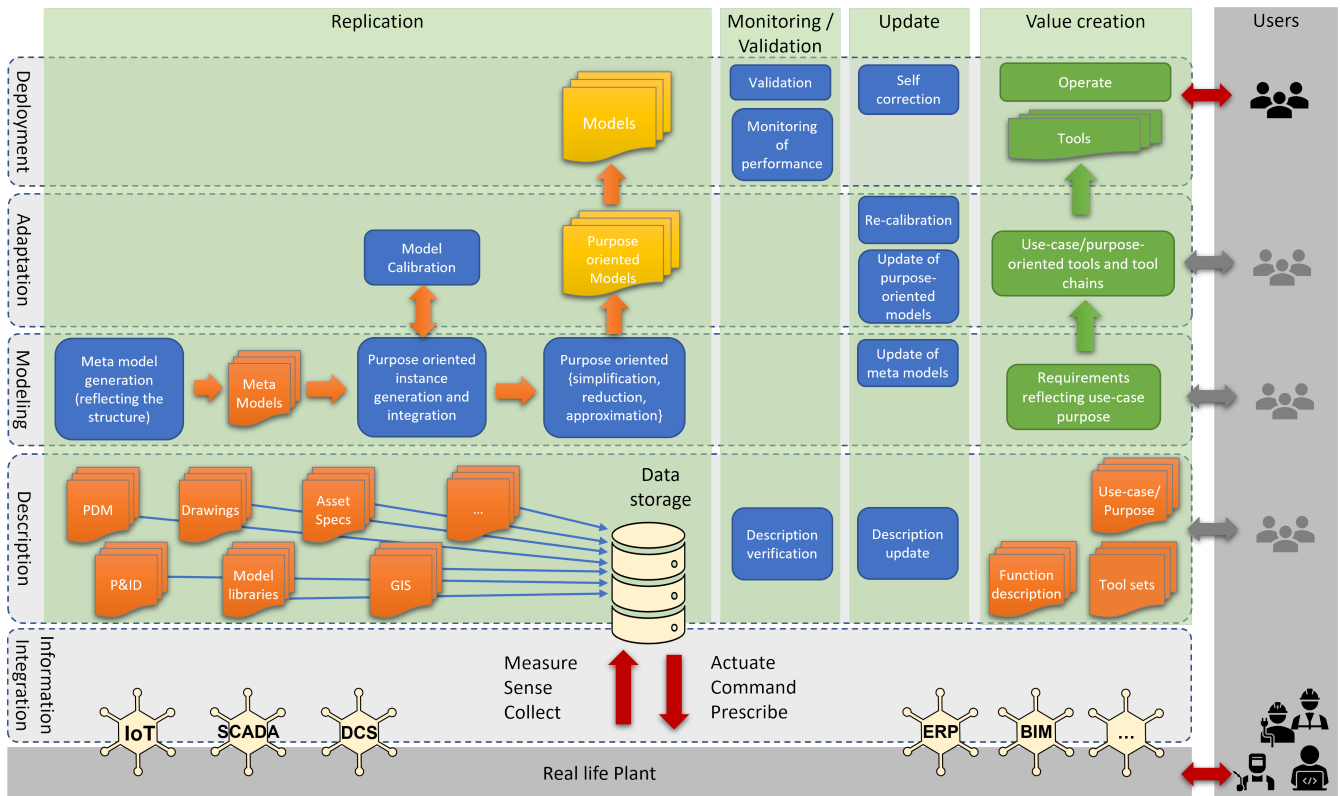 Replication
Monitoring /
Validation
Update
Value creation
Users
Deployment
Models
Validation
Monitoring
of
performance
Self
correction
Operate
Tools
Adaptation
Model
Calibration
Purpose
oriented
Models
Re-calibration
Update of
purpose-
oriented
models
Use-case/purpose-
oriented tools and tool
chains
Modeling
Meta model
generation
(reflecting the
structure)
Meta
Models
Purpose oriented
instance
generation and
integration
Purpose oriented
{simplification,
reduction,
approximation}
Update of
meta models
Requirements
reflecting use-case
purpose
Description
PDM
Drawings
Asset
Specs
...
P&ID
Model
libraries
GIS
Data
storage
Description
verification
Description
update
Use-case/
Purpose
Function
description
Tool sets
Information
Integration
Measure
Sense
Collect
Actuate
Command
Prescribe
IoT
SCADA
DCS
ERP
BIM
...
Real life Plant